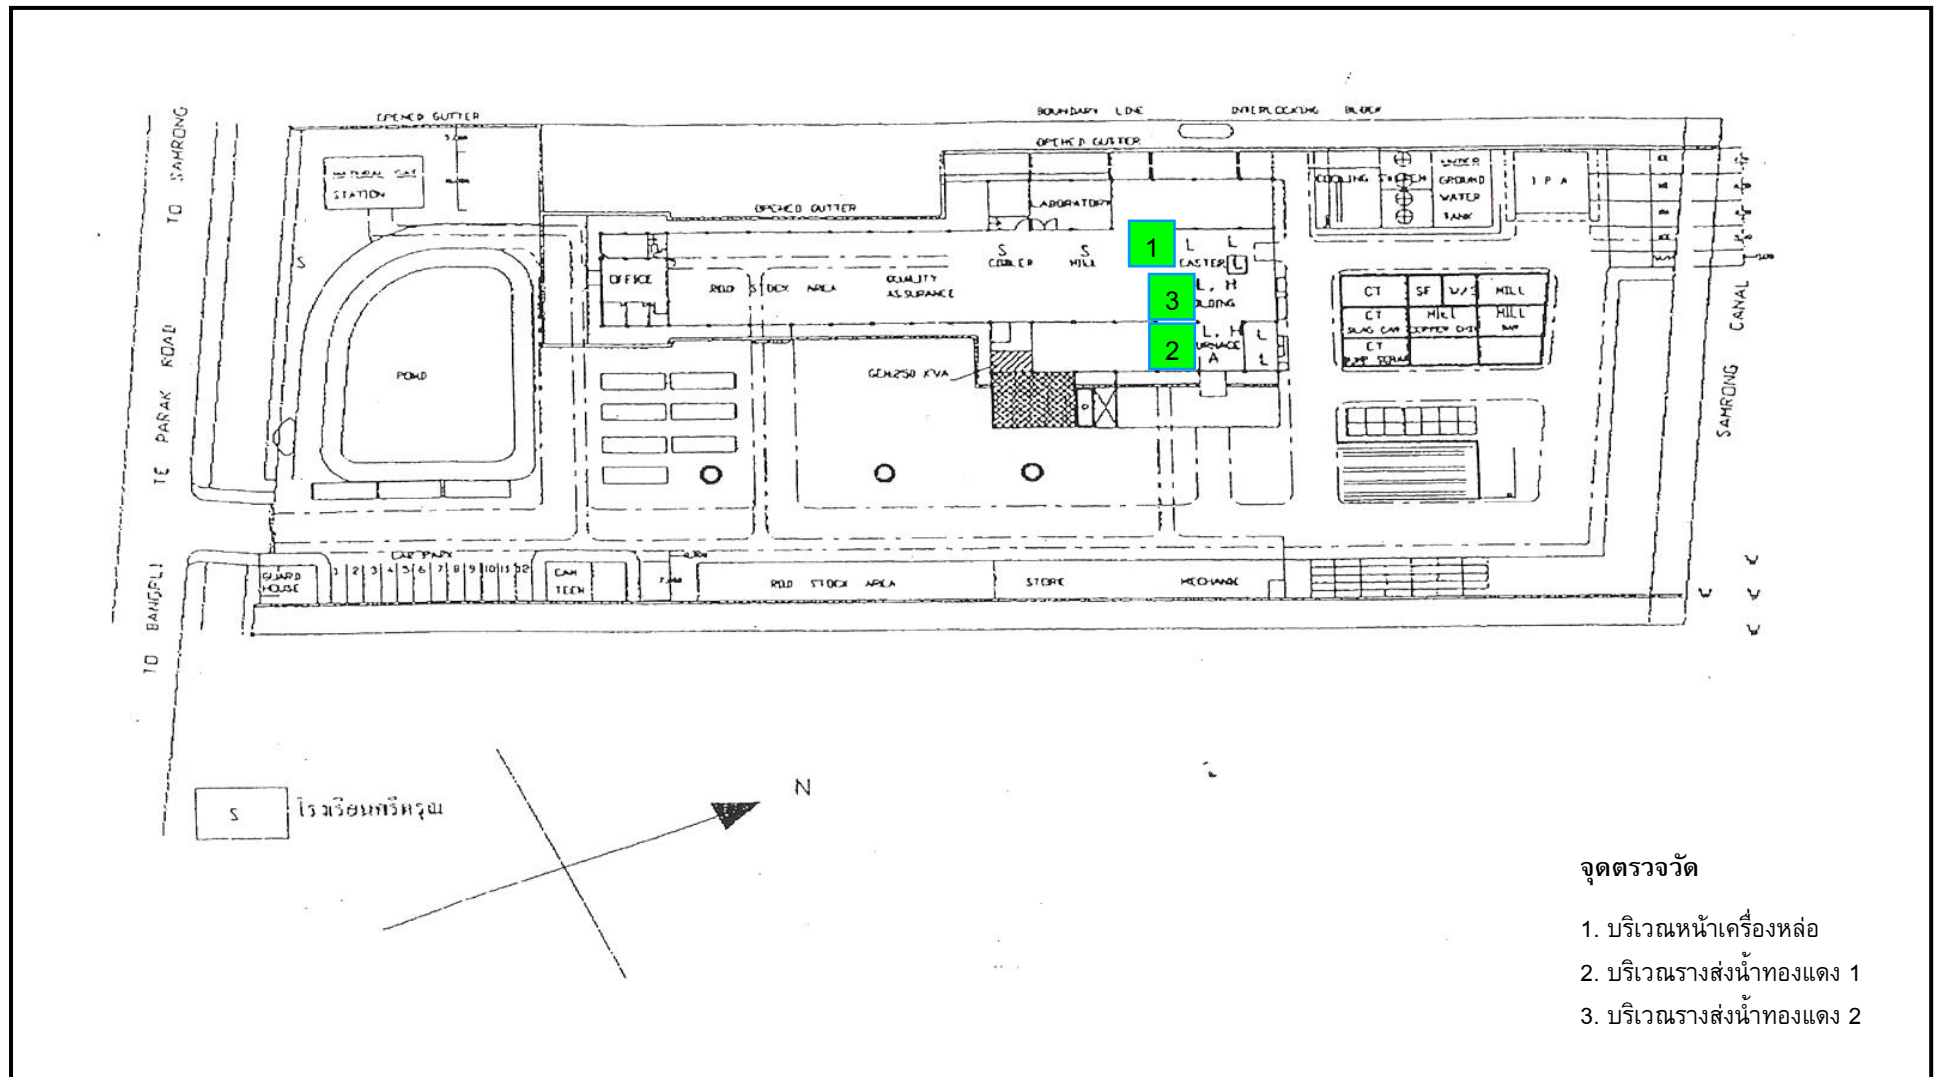 BOUNDARY LINE INTERLOCKING BLOCK
OPENED GUTTER
OPENED GUTTER
TO SAMRONG
NATURAL GAS
STATION
OPENED GUTTER
LABORATORY
COOLING
UNDER
GROUND
WATER
TANK
I P A
S
OFFICE
ROD STOCK AREA
QUALITY
ASSURANCE
S
COOLER
S
MILL
1
L L
CASTER
L
3
L, H
OLDING
2
L, H
URNACE
A
L
L
CT SF W/S MILL
CT MILL MILL
CT
SAMRONG CANAL
TE PARAK ROAD
POND
GEN.250 KVA
TO BANGPLI
GUARD
HOUSE
CAR PARK
1 2 3 4 5 6 7 8 9 10 11 12
CAM
TECH
ROD STOCK AREA
STORE
MECHANIC
N
S
จุดตรวจวัด
1. บริเวณหน้าเครื่องหล่อ
2. บริเวณรางส่งน้ำทองแดง 1
3. บริเวณรางส่งน้ำทองแดง 2